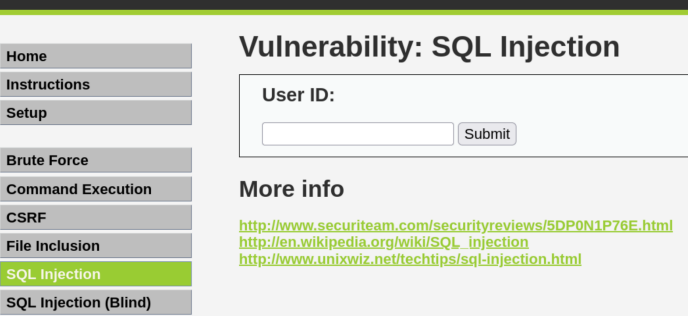 Home
Instructions
Setup
Brute Force
Command Execution
CSRF
File Inclusion
SQL Injection
SQL Injection (Blind)
Vulnerability: SQL Injection
User ID:
Submit
More info
http://www.securiteam.com/securityreviews/5DP0N1P76E.html
http://en.wikipedia.org/wiki/SQL_injection
http://www.unixwiz.net/techtips/sql-injection.html